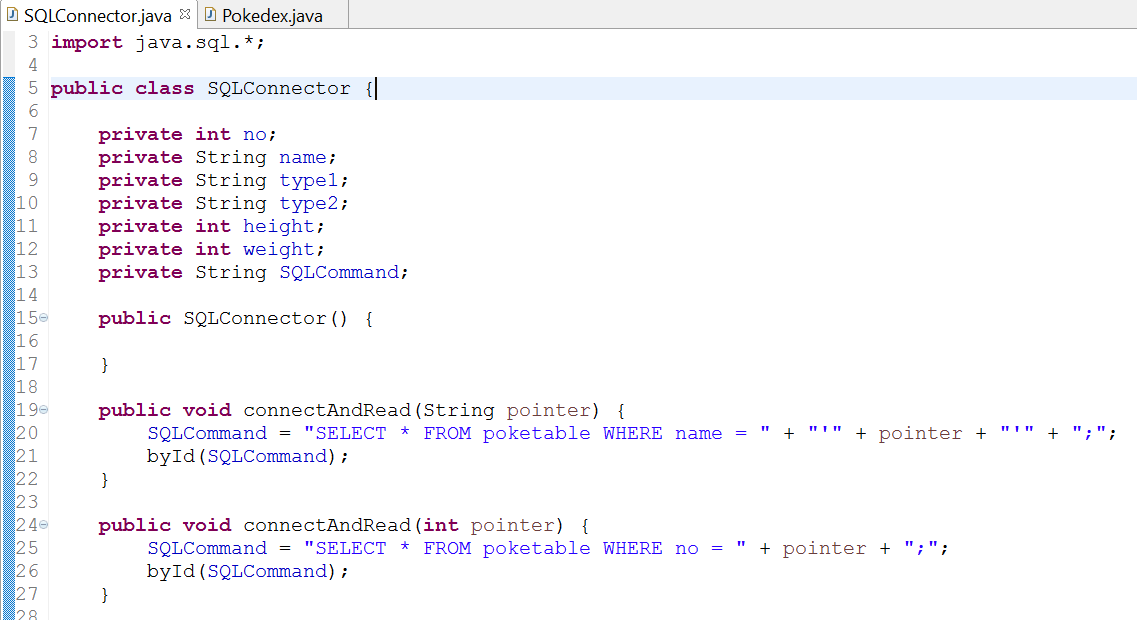 SQLConnector.java Pokedex.java
3 import java.sql.*;
4
5 public class SQLConnector {
6
7 private int no;
8 private String name;
9 private String type1;
10 private String type2;
11 private int height;
12 private int weight;
13 private String SQLCommand;
14
15 public SQLConnector() {
16
17 }
18
19 public void connectAndRead(String pointer) {
20 SQLCommand = "SELECT * FROM poketable WHERE name = " + "'" + pointer + "'" + ";";
21 byId(SQLCommand);
22 }
23
24 public void connectAndRead(int pointer) {
25 SQLCommand = "SELECT * FROM poketable WHERE no = " + pointer + ";";
26 byId(SQLCommand);
27 }
28